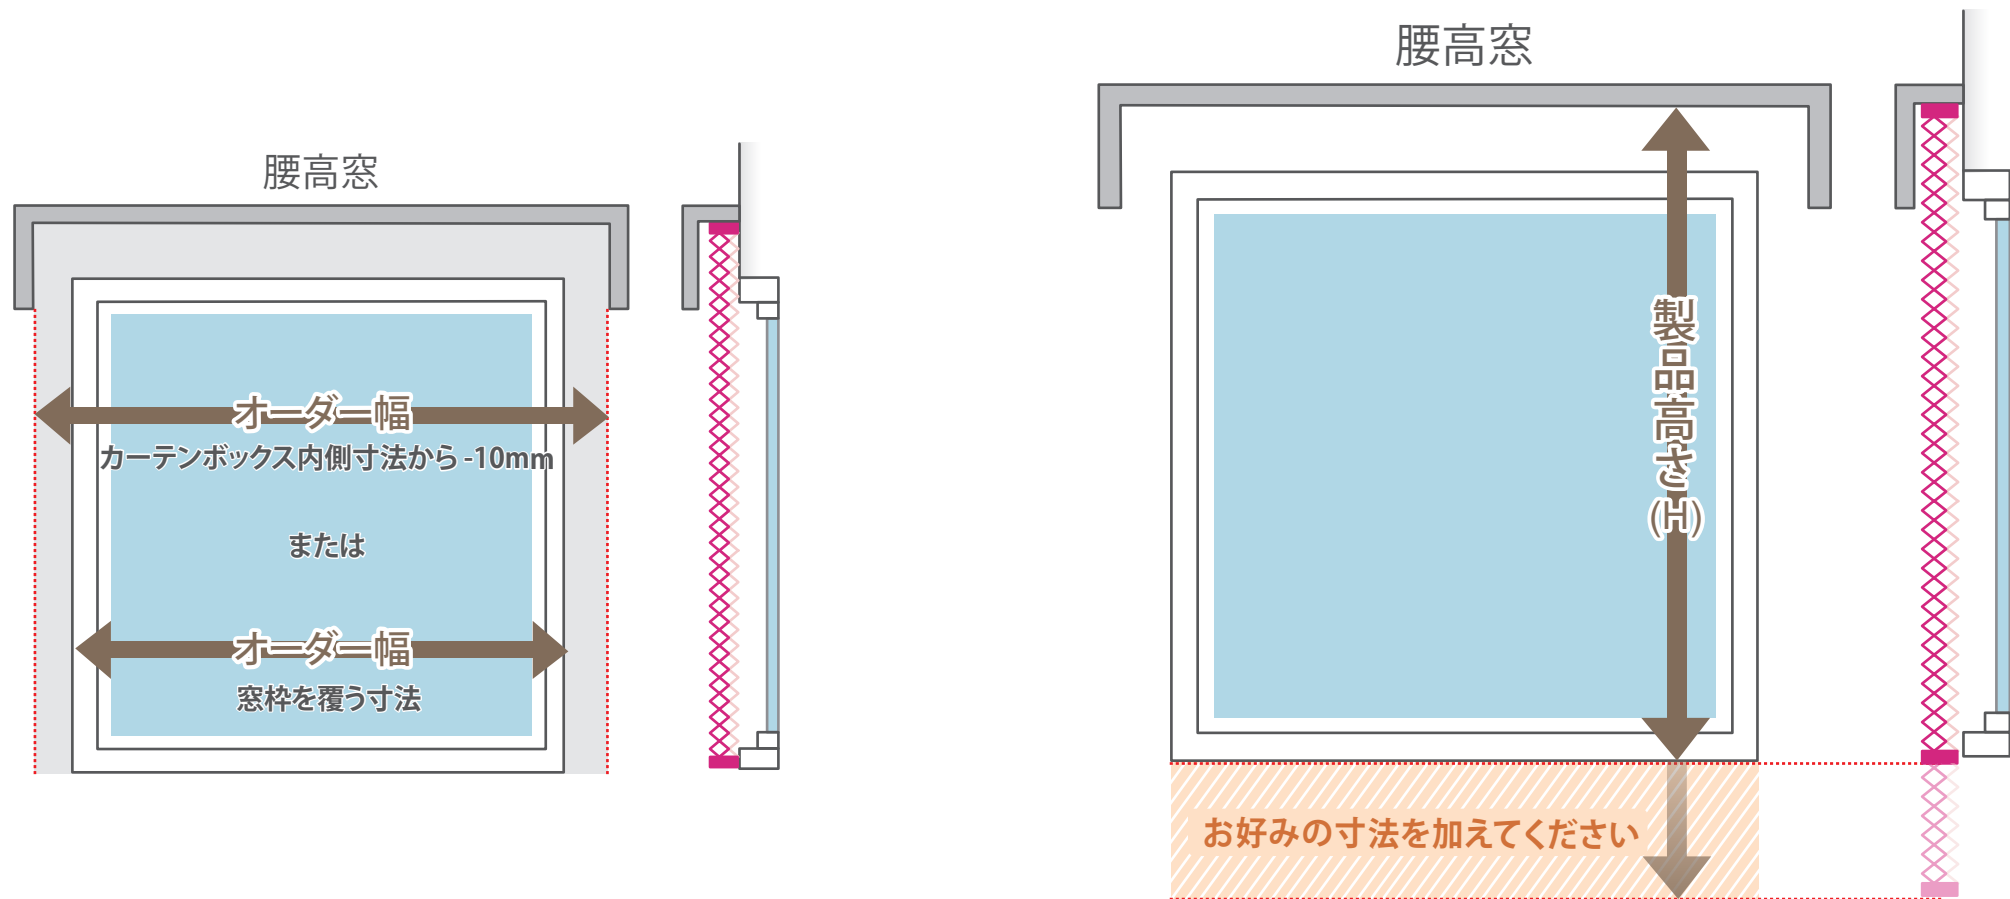 腰高窓
オーダー幅
カーテンボックス内側寸法から -10mm
または
オーダー幅
窓枠を覆う寸法
腰高窓
製品高さ(H)
お好みの寸法を加えてください